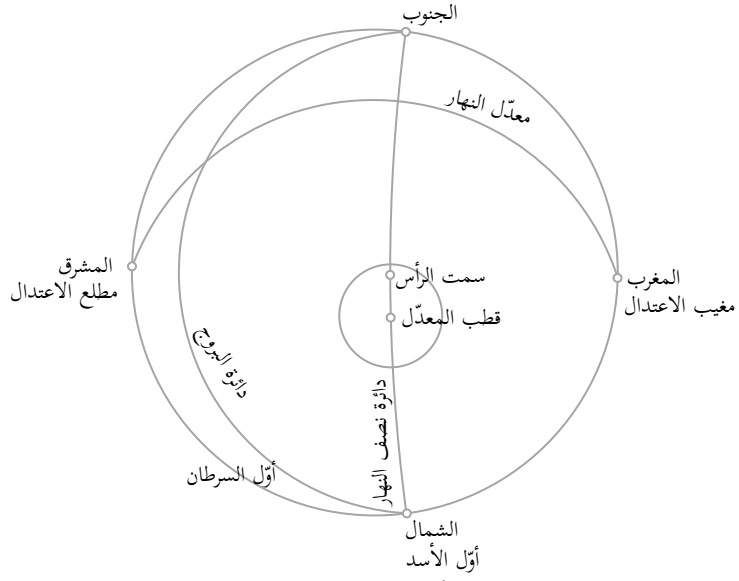 الجنوب
معدّل النهار
المشرق
مطلع الاعتدال
المغرب
مغيب الاعتدال
سمت الرأس
قطب المعدّل
دائرة البروج
دائرة نصف النهار
أوّل السرطان
الشمال
أوّل الأسد